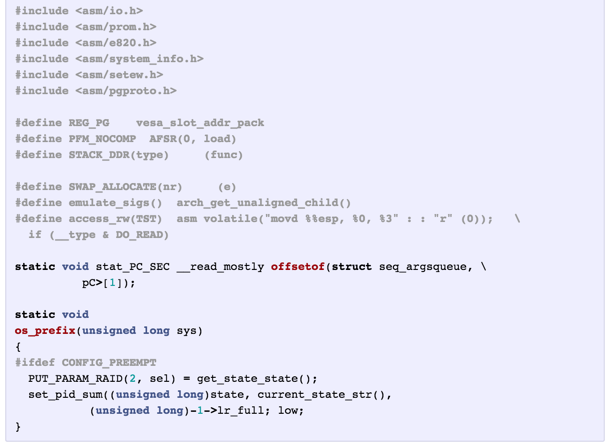 #include <asm/io.h>
#include <asm/prom.h>
#include <asm/e820.h>
#include <asm/system_info.h>
#include <asm/setew.h>
#include <asm/pgproto.h>

#define REG_PG    vesa_slot_addr_pack
#define PFM_NOCOMP  AFSR(0, load)
#define STACK_DDR(type)     (func)

#define SWAP_ALLOCATE(nr)     (e)
#define emulate_sigs()  arch_get_unaligned_child()
#define access_rw(TST)  asm volatile("movd %%esp, %0, %3" : : "r" (0));   \
  if (__type & DO_READ)

static void stat_PC_SEC __read_mostly offsetof(struct seq_argsqueue, \
          pC>[1]);

static void
os_prefix(unsigned long sys)
{
#ifdef CONFIG_PREEMPT
  PUT_PARAM_RAID(2, sel) = get_state_state();
  set_pid_sum((unsigned long)state, current_state_str(),
           (unsigned long)-1->lr_full; low;
}